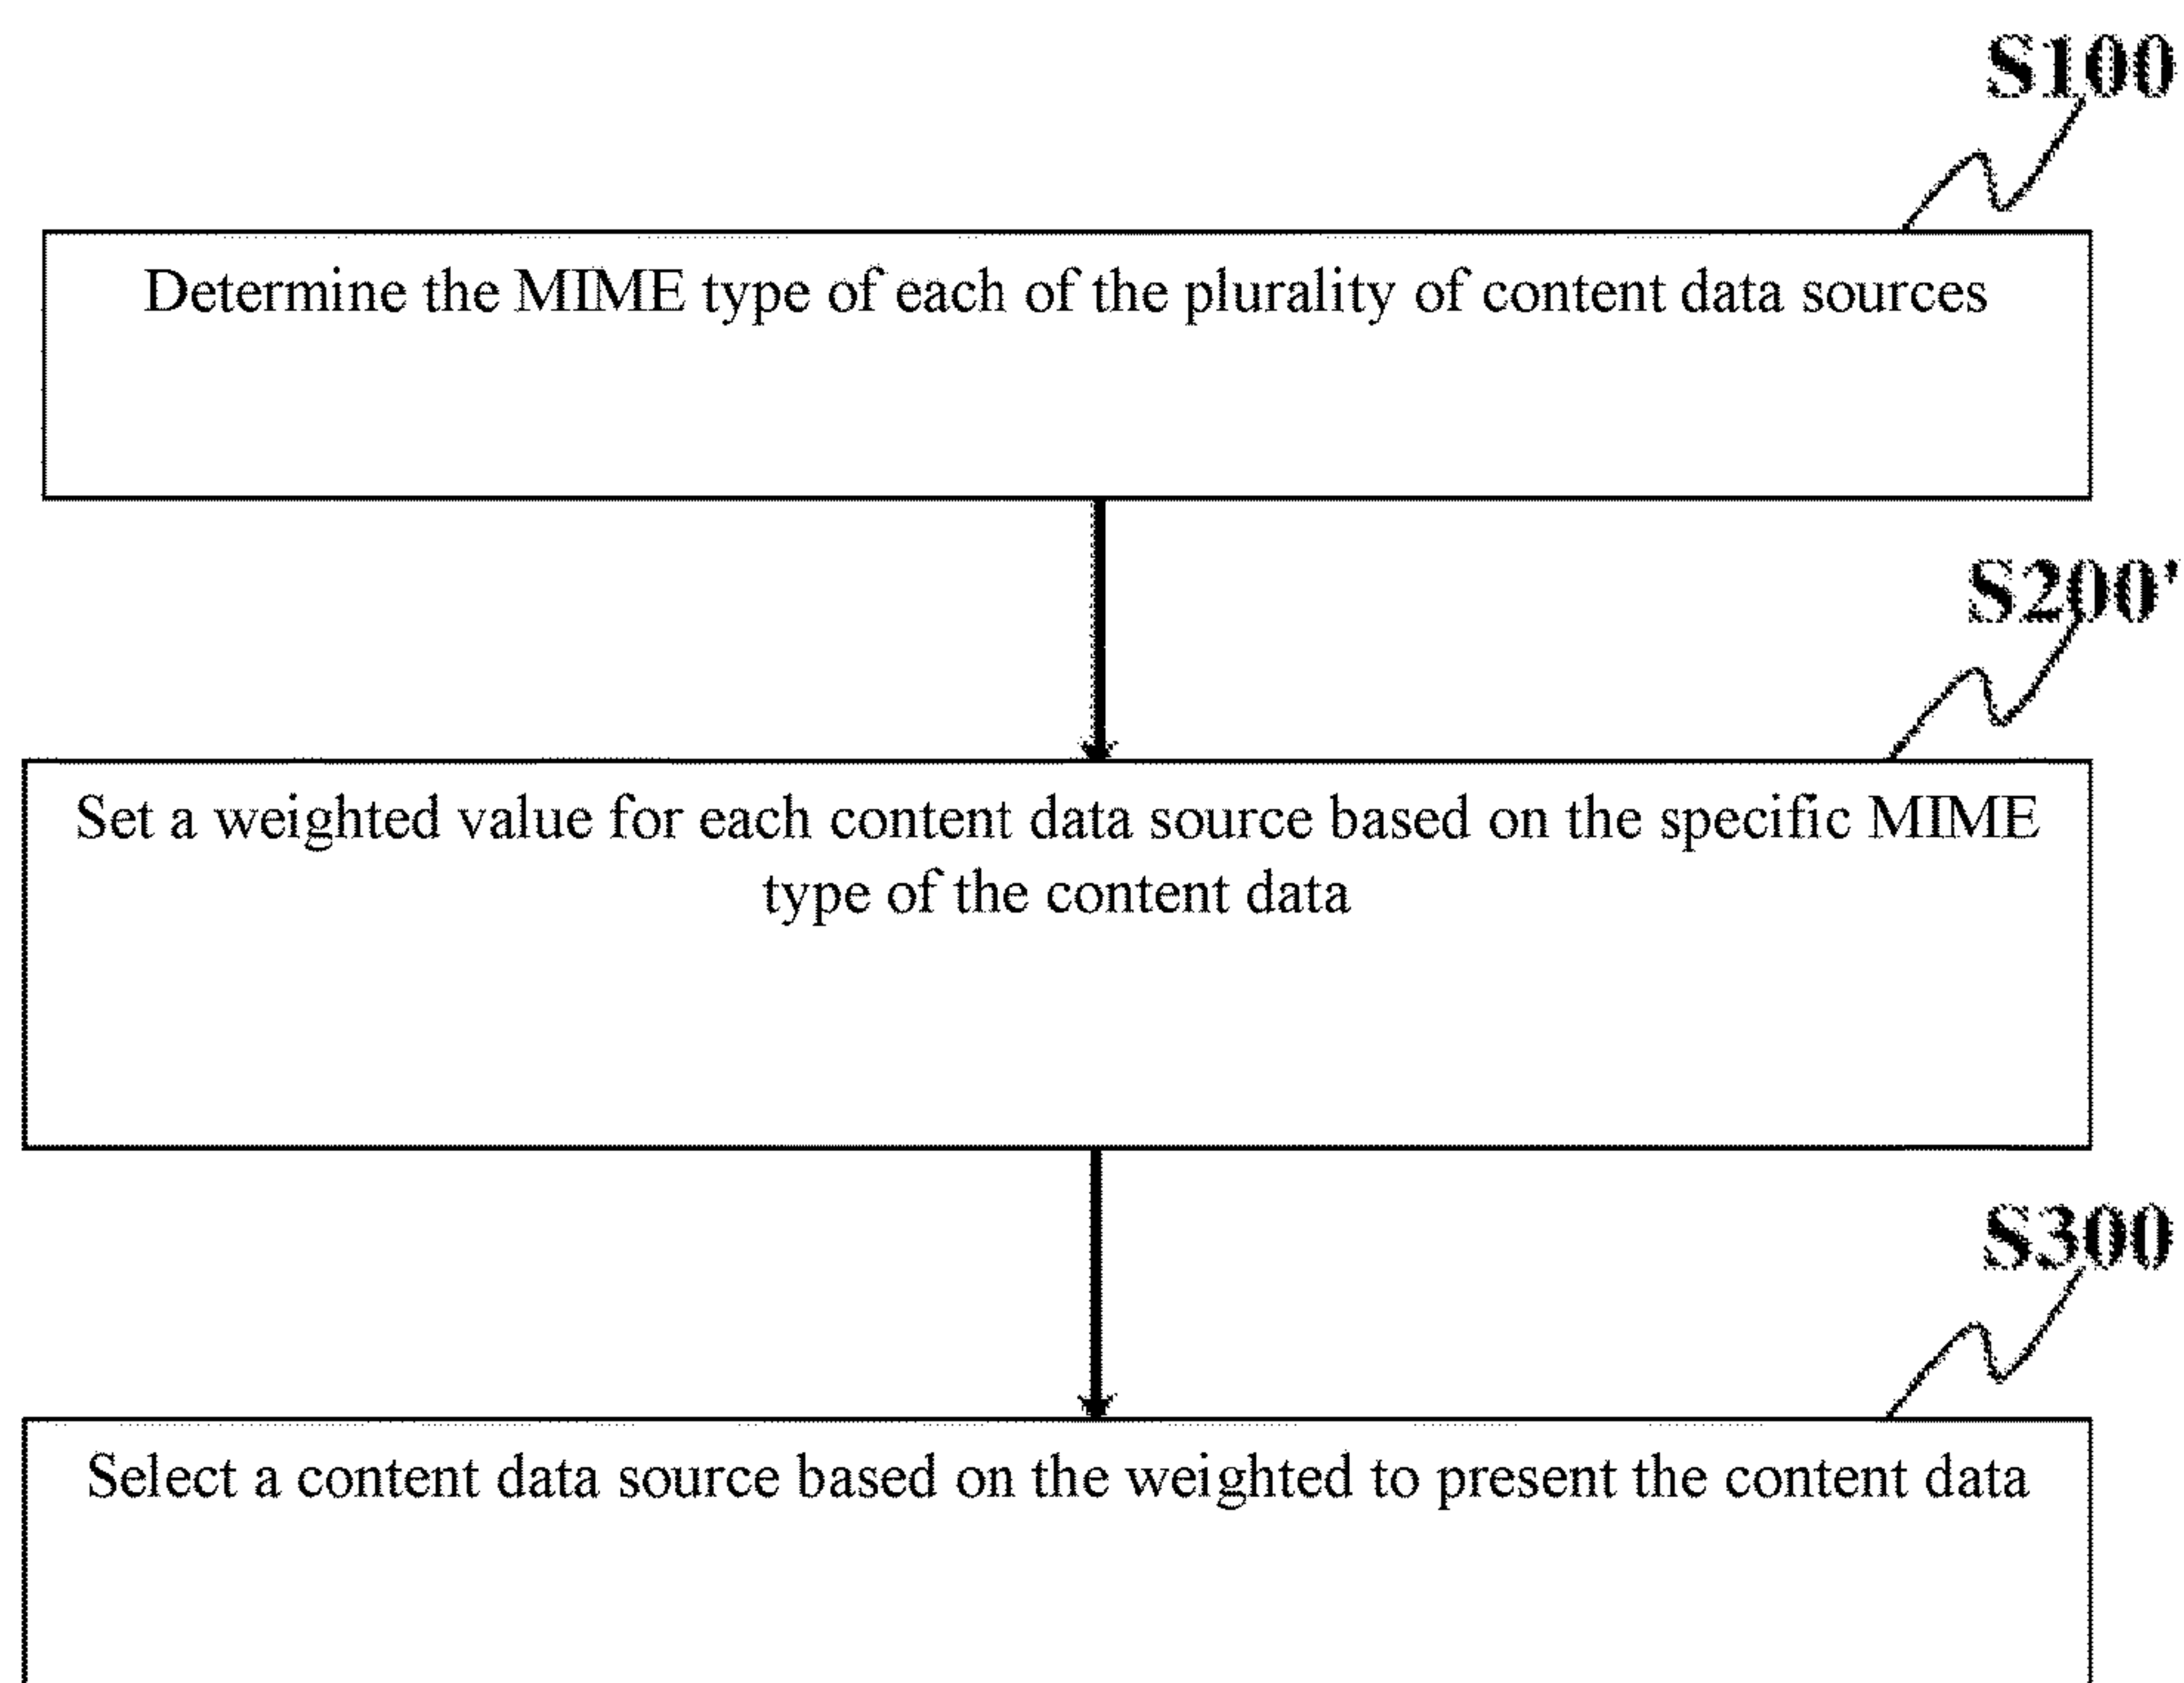 S100
Determine the MIME type of each of the plurality of content data sources
S200'
Set a weighted value for each content data source based on the specific MIME
type of the content data
S300
Select a content data source based on the weighted to present the content data